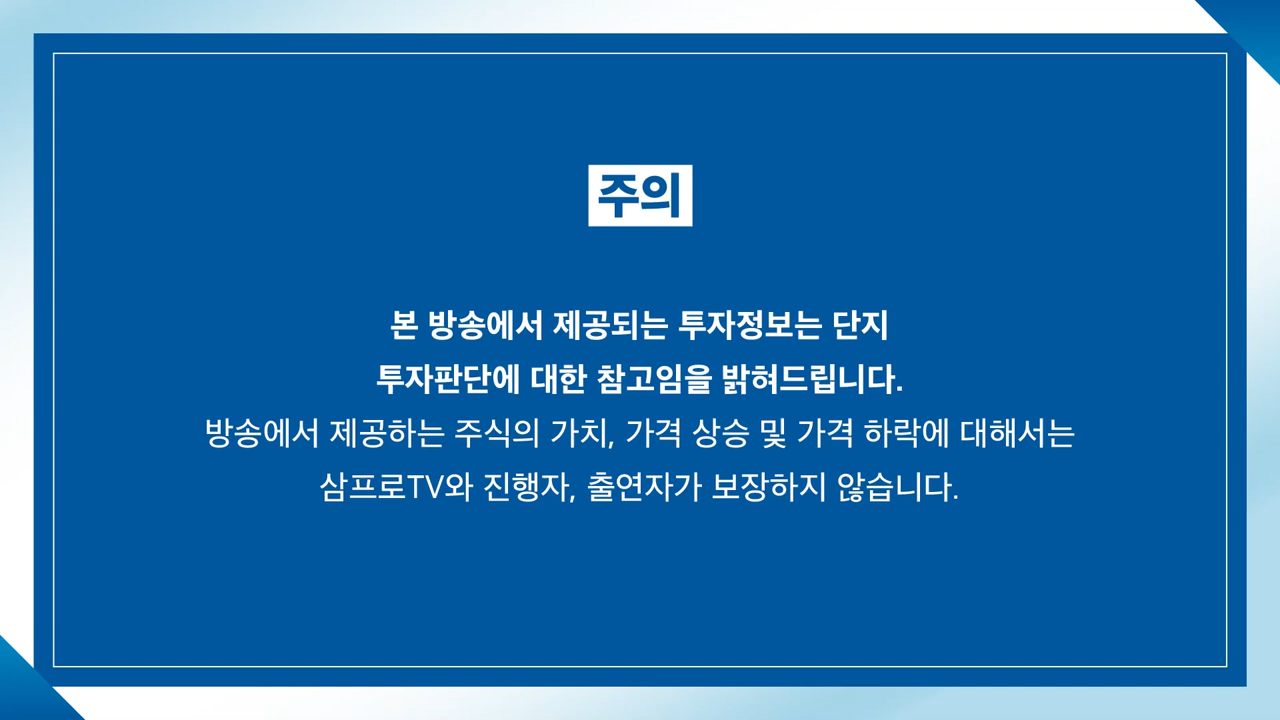 주의
본 방송에서 제공되는 투자정보는 단지
투자판단에 대한 참고임을 밝혀드립니다.
방송에서 제공하는 주식의 가치, 가격 상승 및 가격 하락에 대해서는
삼프로TV와 진행자, 출연자가 보장하지 않습니다.